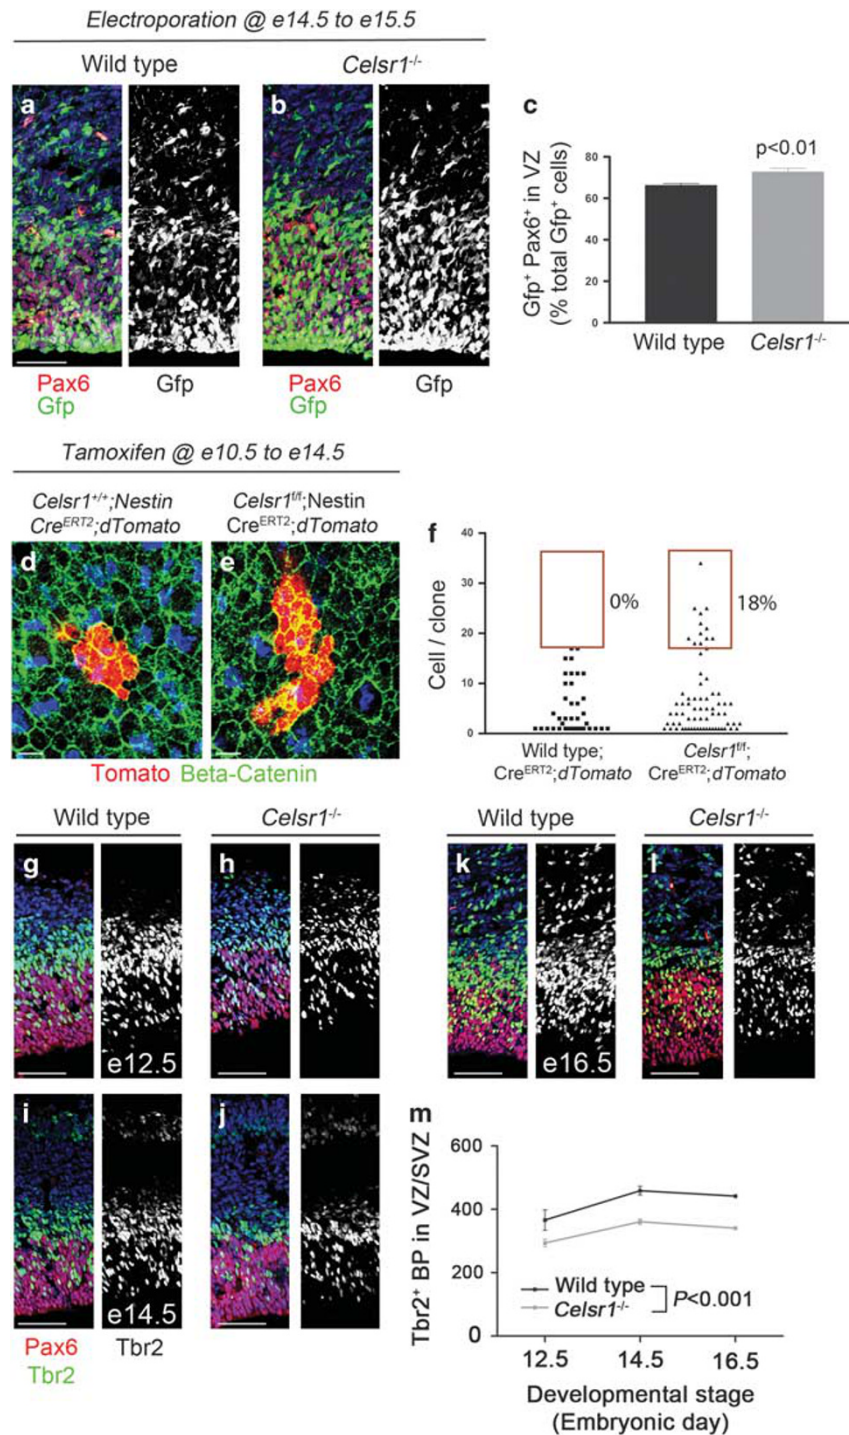 Electroporation @ e14.5 to e15.5
Wild type
Celsr1-/-
a
b
Pax6
Gfp
Gfp
Pax6
Gfp
Gfp
c
p<0.01
Gfp+ Pax6+ in VZ
(% total Gfp+ cells)
80
60
40
20
0
Wild type
Celsr1-/-
Tamoxifen @ e10.5 to e14.5
Celsr1+/+;Nestin
CreERT2;dTomato
Celsr1f/f;Nestin
CreERT2;dTomato
d
e
Tomato Beta-Catenin
f
Cell / clone
40
30
20
10
0
0%
18%
Wild type;
CreERT2;dTomato
Celsr1f/f;
CreERT2;dTomato
Wild type
Celsr1-/-
g
h
e12.5
i
j
e14.5
Pax6
Tbr2
Tbr2
Wild type
Celsr1-/-
k
l
e16.5
m
Tbr2+ BP in VZ/SVZ
600
400
200
0
Wild type
Celsr1-/-
P<0.001
12.5
14.5
16.5
Developmental stage
(Embryonic day)